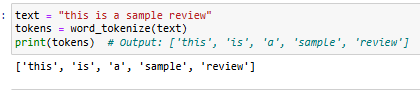 :
text = "this is a sample review"
tokens = word_tokenize(text)
print(tokens)  # Output: ['this', 'is', 'a', 'sample', 'review']
['this', 'is', 'a', 'sample', 'review']